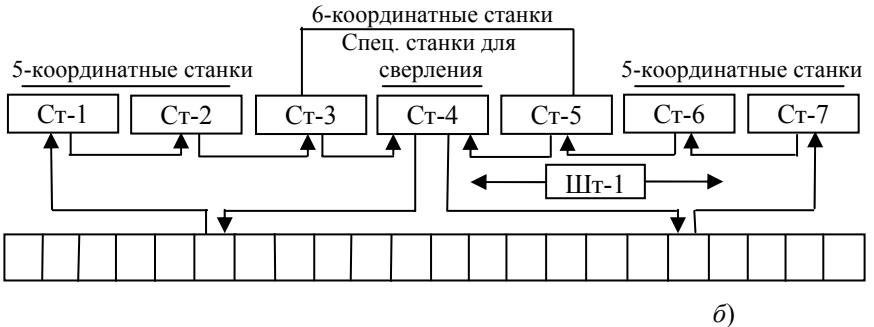 6-координатные станки
Спец. станки для
сверления
5-координатные станки
5-координатные станки
Ст-1 Ст-2 Ст-3 Ст-4 Ст-5 Ст-6 Ст-7
Шт-1
б)